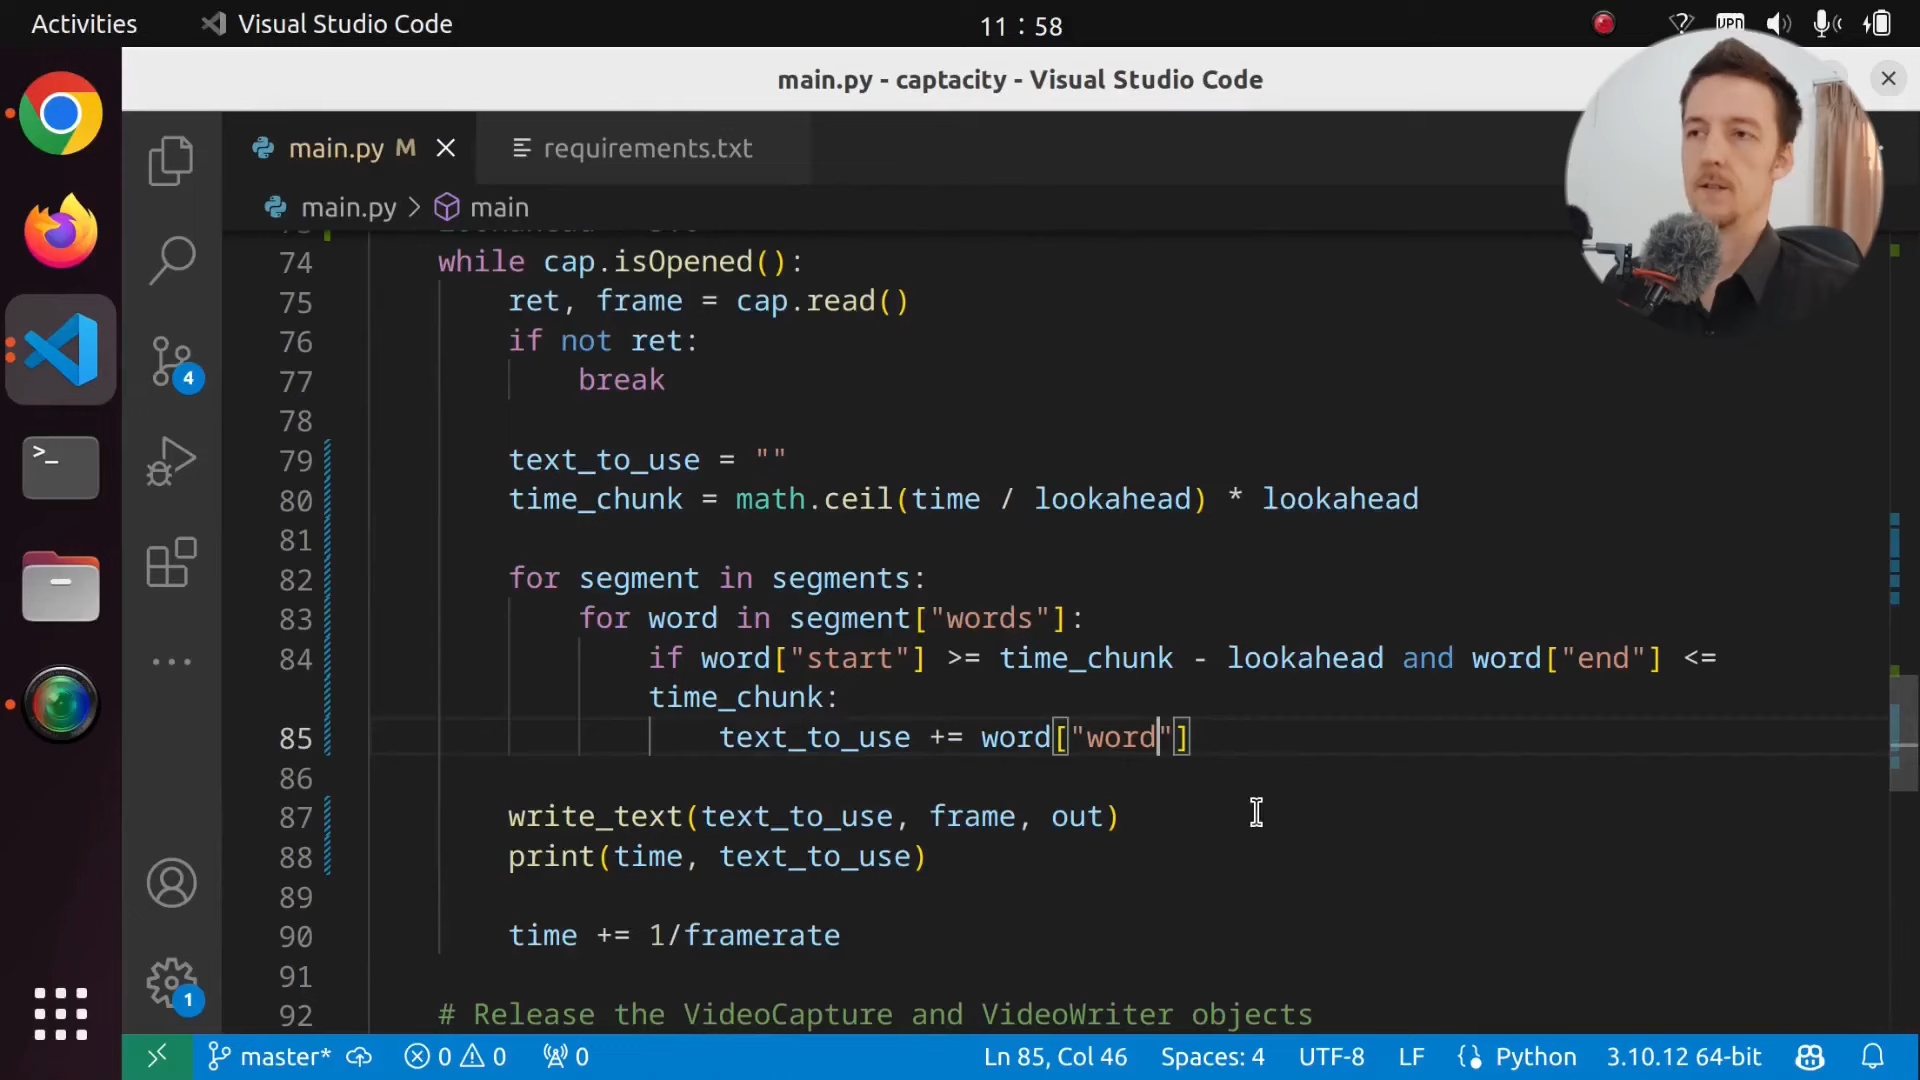 Activities
Visual Studio Code
11 : 58
VPN
main.py - captacity - Visual Studio Code
main.py M
requirements.txt
main.py > main
74 while cap.isOpened():
75 ret, frame = cap.read()
76 if not ret:
77 break
78
79 text_to_use = ""
80 time_chunk = math.ceil(time / lookahead) * lookahead
81
82 for segment in segments:
83 for word in segment["words"]:
84 if word["start"] >= time_chunk - lookahead and word["end"] <=
time_chunk:
85 text_to_use += word["word"]
86
87 write_text(text_to_use, frame, out)
88 print(time, text_to_use)
89
90 time += 1/framerate
91
92 # Release the VideoCapture and VideoWriter objects
4
1
master*
0 0
0
Ln 85, Col 46
Spaces: 4
UTF-8
LF
Python
3.10.12 64-bit